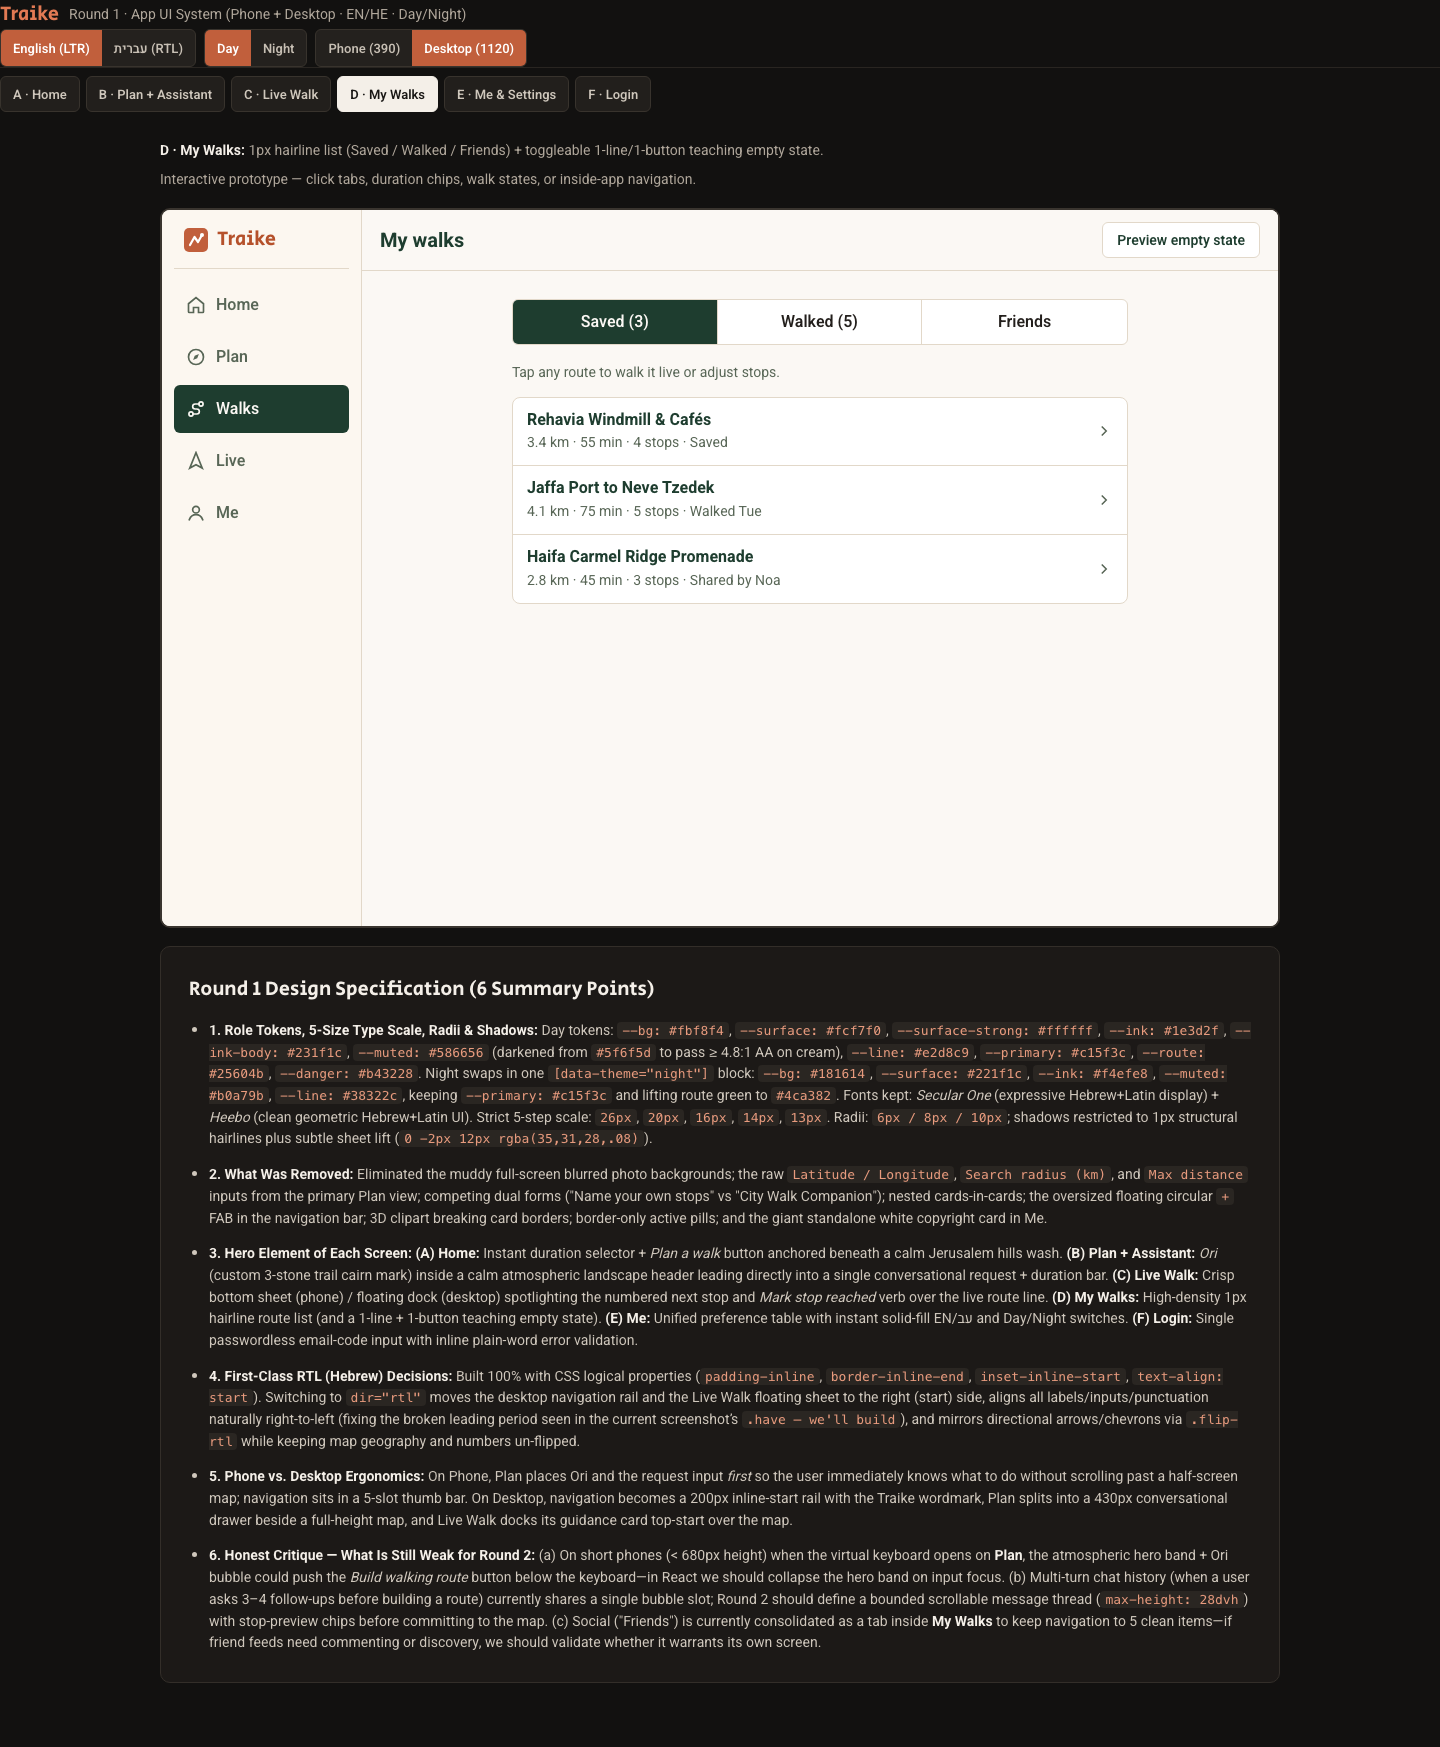 Traike Round 1 · App UI System (Phone + Desktop · EN/HE · Day/Night)
English (LTR) עברית (RTL) Day Night Phone (390) Desktop (1120)
A · Home B · Plan + Assistant C · Live Walk D · My Walks E · Me & Settings F · Login
D · My Walks: 1px hairline list (Saved / Walked / Friends) + toggleable 1-line/1-button teaching empty state.
Interactive prototype — click tabs, duration chips, walk states, or inside-app navigation.
Traike
Home
Plan
Walks
Live
Me
My walks
Preview empty state
Saved (3) Walked (5) Friends
Tap any route to walk it live or adjust stops.
Rehavia Windmill & Cafés
3.4 km · 55 min · 4 stops · Saved
Jaffa Port to Neve Tzedek
4.1 km · 75 min · 5 stops · Walked Tue
Haifa Carmel Ridge Promenade
2.8 km · 45 min · 3 stops · Shared by Noa
Round 1 Design Specification (6 Summary Points)
• 1. Role Tokens, 5-Size Type Scale, Radii & Shadows: Day tokens: --bg: #fbf8f4 , --surface: #fcf7f0 , --surface-strong: #ffffff , --ink: #1e3d2f , --
ink-body: #231f1c , --muted: #586656 (darkened from #5f6f5d to pass ≥ 4.8:1 AA on cream), --line: #e2d8c9 , --primary: #c15f3c , --route:
#25604b , --danger: #b43228 . Night swaps in one [data-theme="night"] block: --bg: #181614 , --surface: #221f1c , --ink: #f4efe8 , --muted:
#b0a79b , --line: #38322c , keeping --primary: #c15f3c and lifting route green to #4ca382 . Fonts kept: Secular One (expressive Hebrew+Latin display) +
Heebo (clean geometric Hebrew+Latin UI). Strict 5-step scale: 26px , 20px , 16px , 14px , 13px . Radii: 6px / 8px / 10px ; shadows restricted to 1px structural
hairlines plus subtle sheet lift ( 0 -2px 12px rgba(35,31,28,.08) ).
• 2. What Was Removed: Eliminated the muddy full-screen blurred photo backgrounds; the raw Latitude / Longitude , Search radius (km) , and Max distance
inputs from the primary Plan view; competing dual forms ("Name your own stops" vs "City Walk Companion"); nested cards-in-cards; the oversized floating circular +
FAB in the navigation bar; 3D clipart breaking card borders; border-only active pills; and the giant standalone white copyright card in Me.
• 3. Hero Element of Each Screen: (A) Home: Instant duration selector + Plan a walk button anchored beneath a calm Jerusalem hills wash. (B) Plan + Assistant: Ori
(custom 3-stone trail cairn mark) inside a calm atmospheric landscape header leading directly into a single conversational request + duration bar. (C) Live Walk: Crisp
bottom sheet (phone) / floating dock (desktop) spotlighting the numbered next stop and Mark stop reached verb over the live route line. (D) My Walks: High-density 1px
hairline route list (and a 1-line + 1-button teaching empty state). (E) Me: Unified preference table with instant solid-fill EN/עב and Day/Night switches. (F) Login: Single
passwordless email-code input with inline plain-word error validation.
• 4. First-Class RTL (Hebrew) Decisions: Built 100% with CSS logical properties ( padding-inline , border-inline-end , inset-inline-start , text-align:
start ). Switching to dir="rtl" moves the desktop navigation rail and the Live Walk floating sheet to the right (start) side, aligns all labels/inputs/punctuation
naturally right-to-left (fixing the broken leading period seen in the current screenshot's .have — we'll build ), and mirrors directional arrows/chevrons via .flip-
rtl while keeping map geography and numbers un-flipped.
• 5. Phone vs. Desktop Ergonomics: On Phone, Plan places Ori and the request input first so the user immediately knows what to do without scrolling past a half-screen
map; navigation sits in a 5-slot thumb bar. On Desktop, navigation becomes a 200px inline-start rail with the Traike wordmark, Plan splits into a 430px conversational
drawer beside a full-height map, and Live Walk docks its guidance card top-start over the map.
• 6. Honest Critique — What Is Still Weak for Round 2: (a) On short phones (< 680px height) when the virtual keyboard opens on Plan, the atmospheric hero band + Ori
bubble could push the Build walking route button below the keyboard—in React we should collapse the hero band on input focus. (b) Multi-turn chat history (when a user
asks 3–4 follow-ups before building a route) currently shares a single bubble slot; Round 2 should define a bounded scrollable message thread ( max-height: 28dvh )
with stop-preview chips before committing to the map. (c) Social ("Friends") is currently consolidated as a tab inside My Walks to keep navigation to 5 clean items—if
friend feeds need commenting or discovery, we should validate whether it warrants its own screen.